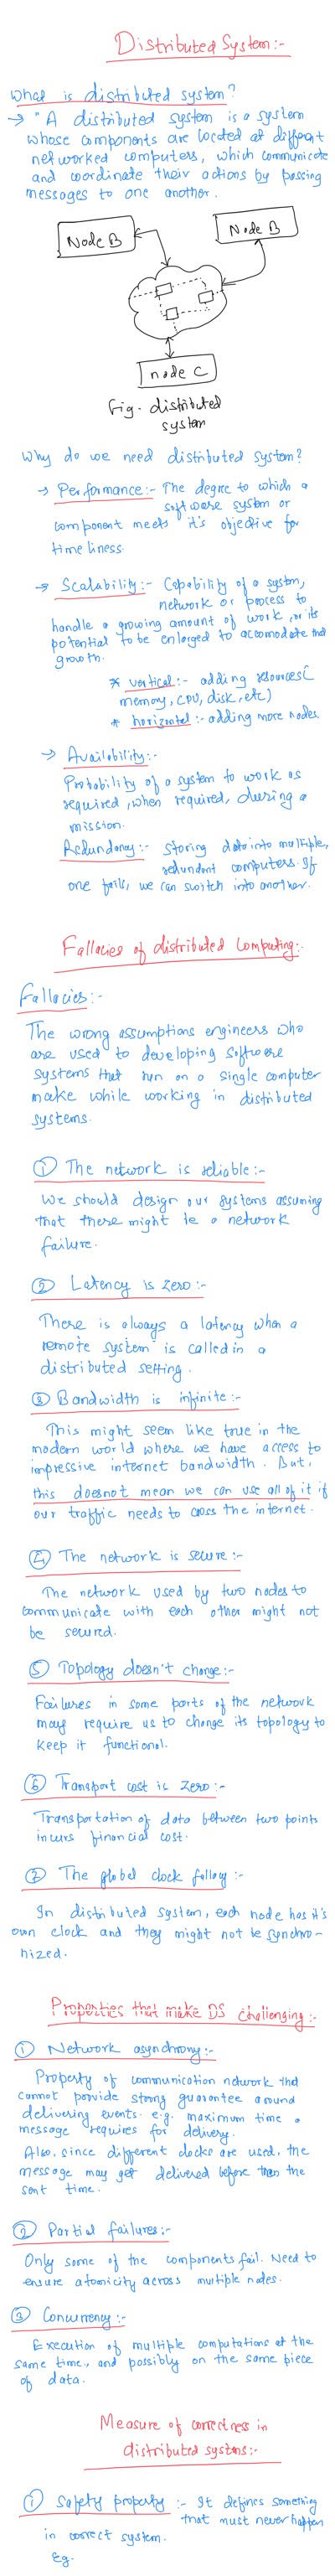 Distributed System:-
What is distributed system?
→ "A distributed system is a system
whose components are located at different
networked computers, which communicate
and coordinate their actions by passing
messages to one another.
Node B
Node B
node C
Fig. distributed
system
Why do we need distributed system?
→ Performance:- The degree to which a
software system or
component meets it's objective for
timeliness.
→ Scalability:- Capability of a system,
network or process to
handle a growing amount of work, or its
potential to be enlarged to accomodate that
growth.
* vertical:- adding resources(
memory, CPU, disk, etc)
* horizontal:- adding more nodes.
→ Availability:-
Probability of a system to work as
required, when required, during a
mission.
Redundancy:- Storing data into multiple,
redundant computers. If
one fails, we can switch into another.
Fallacies of distributed computing:-
Fallacies:-
The wrong assumptions engineers who
are used to developing software
systems that run on a single computer
make while working in distributed
systems.
① The network is reliable:-
We should design our systems assuming
that there might be a network
failure.
② Latency is zero:-
There is always a latency when a
remote system is called in a
distributed setting.
③ Bandwidth is infinite:-
This might seem like true in the
modern world where we have access to
impressive internet bandwidth. But,
this doesnot mean we can use all of it if
our traffic needs to cross the internet.
④ The network is secure:-
The network used by two nodes to
communicate with each other might not
be secured.
⑤ Topology doesn't change:-
Failures in some parts of the network
may require us to change its topology to
keep it functional.
⑥ Transport cost is zero:-
Transportation of data between two points
incurs financial cost.
⑦ The global clock fallacy:-
In distributed system, each node has it's
own clock and they might not be synchro-
nized.
Properties that make DS challenging:-
① Network asynchrony:-
Property of communication network that
cannot provide strong guarantee around
delivering events. e.g. maximum time a
message requires for delivery.
Also, since different clocks are used, the
message may get delivered before than the
sent time.
② Partial failures:-
Only some of the components fail. Need to
ensure atomicity across multiple nodes.
③ Concurrency:-
Execution of multiple computations at the
same time, and possibly on the same piece
of data.
Measure of correctness in
distributed systems:-
① Safety property:- It defines something
that must never happen
in correct system.
Eg.